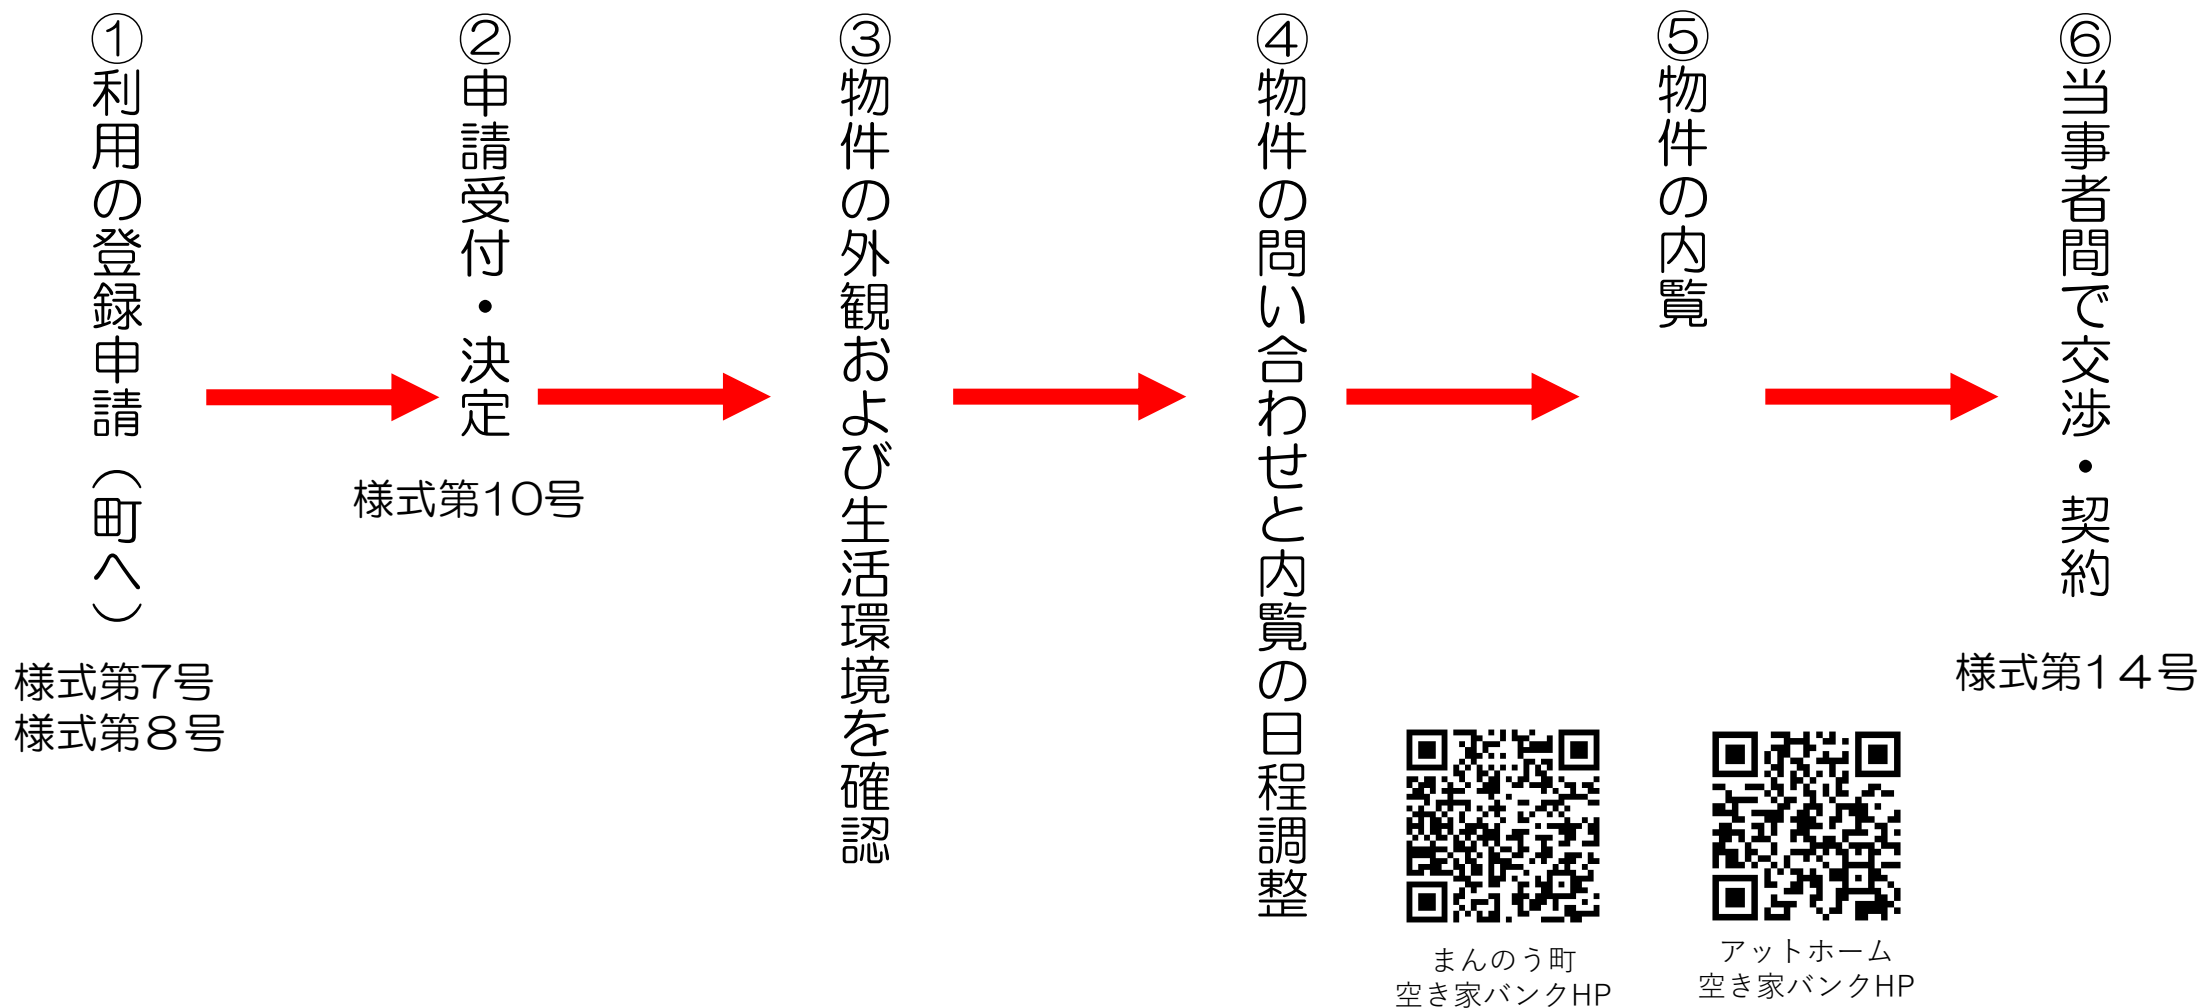 ①利用の登録申請（町へ）
様式第7号
様式第8号
②申請受付・決定
様式第10号
③物件の外観および生活環境を確認
④物件の問い合わせと内覧の日程調整
⑤物件の内覧
⑥当事者間で交渉・契約
様式第14号
まんのう町
空き家バンクHP
アットホーム
空き家バンクHP